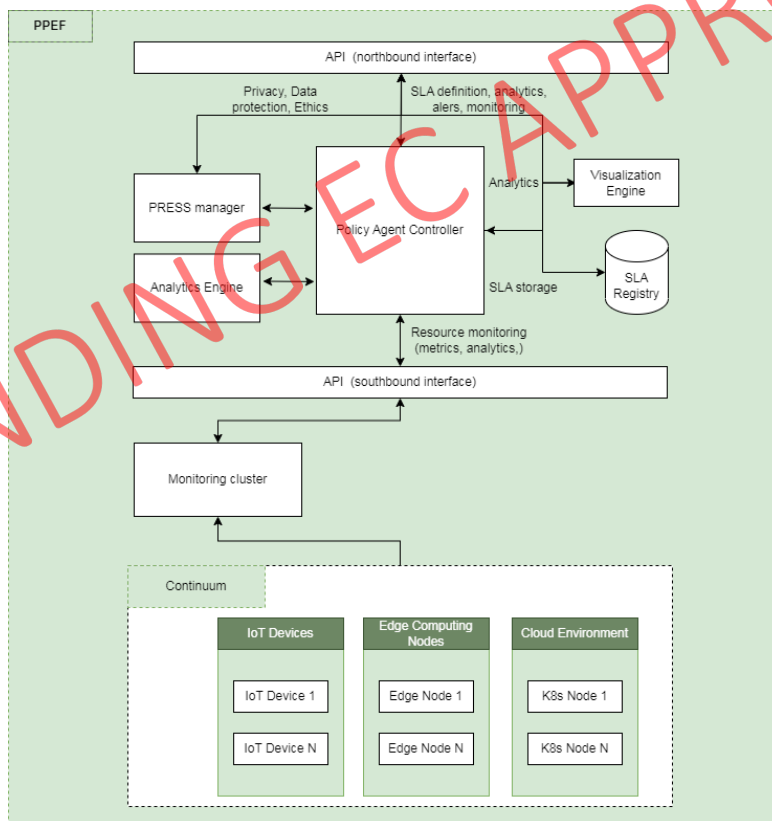 PPEF
API (northbound interface)
Privacy, Data
protection, Ethics
SLA definition, analytics,
alers, monitoring
PRESS manager
Policy Agent Controller
Analytics
Visualization
Engine
Analytics Engine
SLA storage
SLA
Registry
Resource monitoring
(metrics, analytics,)
API (southbound interface)
Monitoring cluster
Continuum
IoT Devices
Edge Computing
Nodes
Cloud Environment
IoT Device 1
Edge Node 1
K8s Node 1
IoT Device N
Edge Node N
K8s Node N
NDING EC APPR